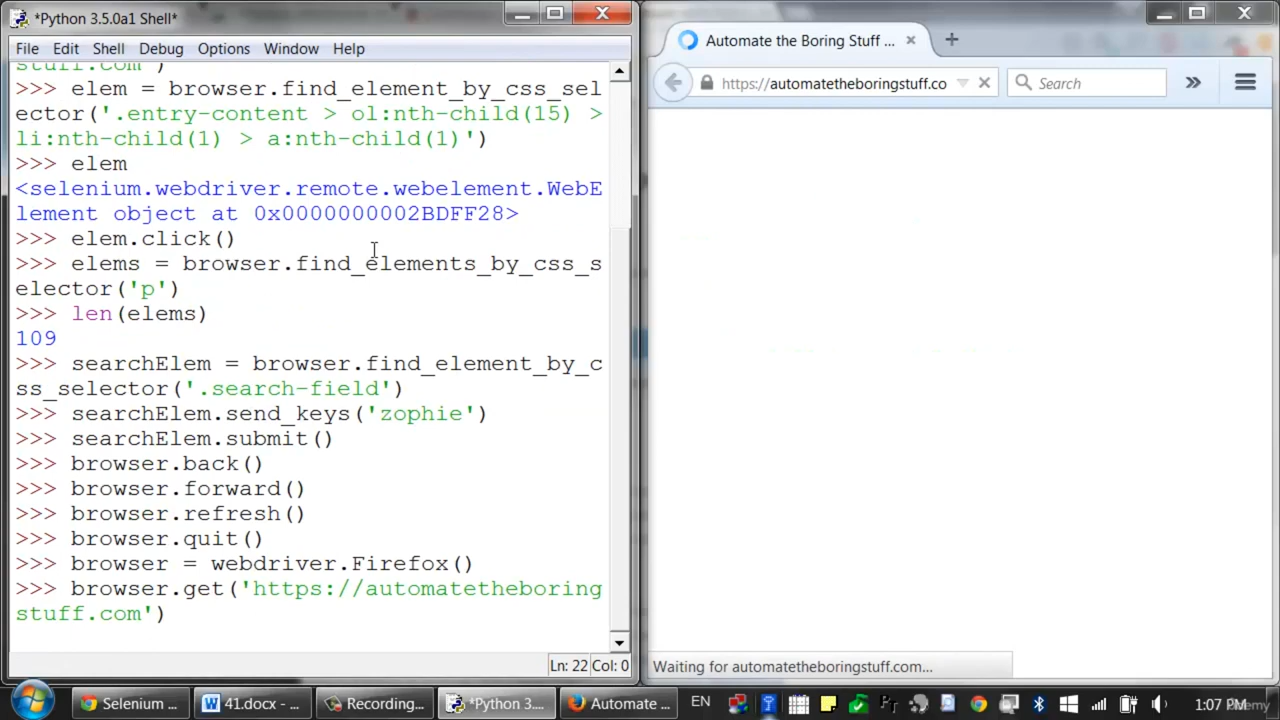 *Python 3.5.0a1 Shell*
File Edit Shell Debug Options Window Help
stuff.com')
>>> elem = browser.find_element_by_css_sel
ector('.entry-content > ol:nth-child(15) >
li:nth-child(1) > a:nth-child(1)')
>>> elem
<selenium.webdriver.remote.webelement.WebE
lement object at 0x0000000002BDFF28>
>>> elem.click()
>>> elems = browser.find_elements_by_css_s
elector('p')
>>> len(elems)
109
>>> searchElem = browser.find_element_by_c
ss_selector('.search-field')
>>> searchElem.send_keys('zophie')
>>> searchElem.submit()
>>> browser.back()
>>> browser.forward()
>>> browser.refresh()
>>> browser.quit()
>>> browser = webdriver.Firefox()
>>> browser.get('https://automatetheboring
stuff.com')
Ln: 22 Col: 0
Automate the Boring Stuff ...
https://automatetheboringstuff.co
Search
Waiting for automatetheboringstuff.com...
Selenium ...
41.docx - ...
Recording...
*Python 3....
Automate ...
EN
1:07 PM
Udemy